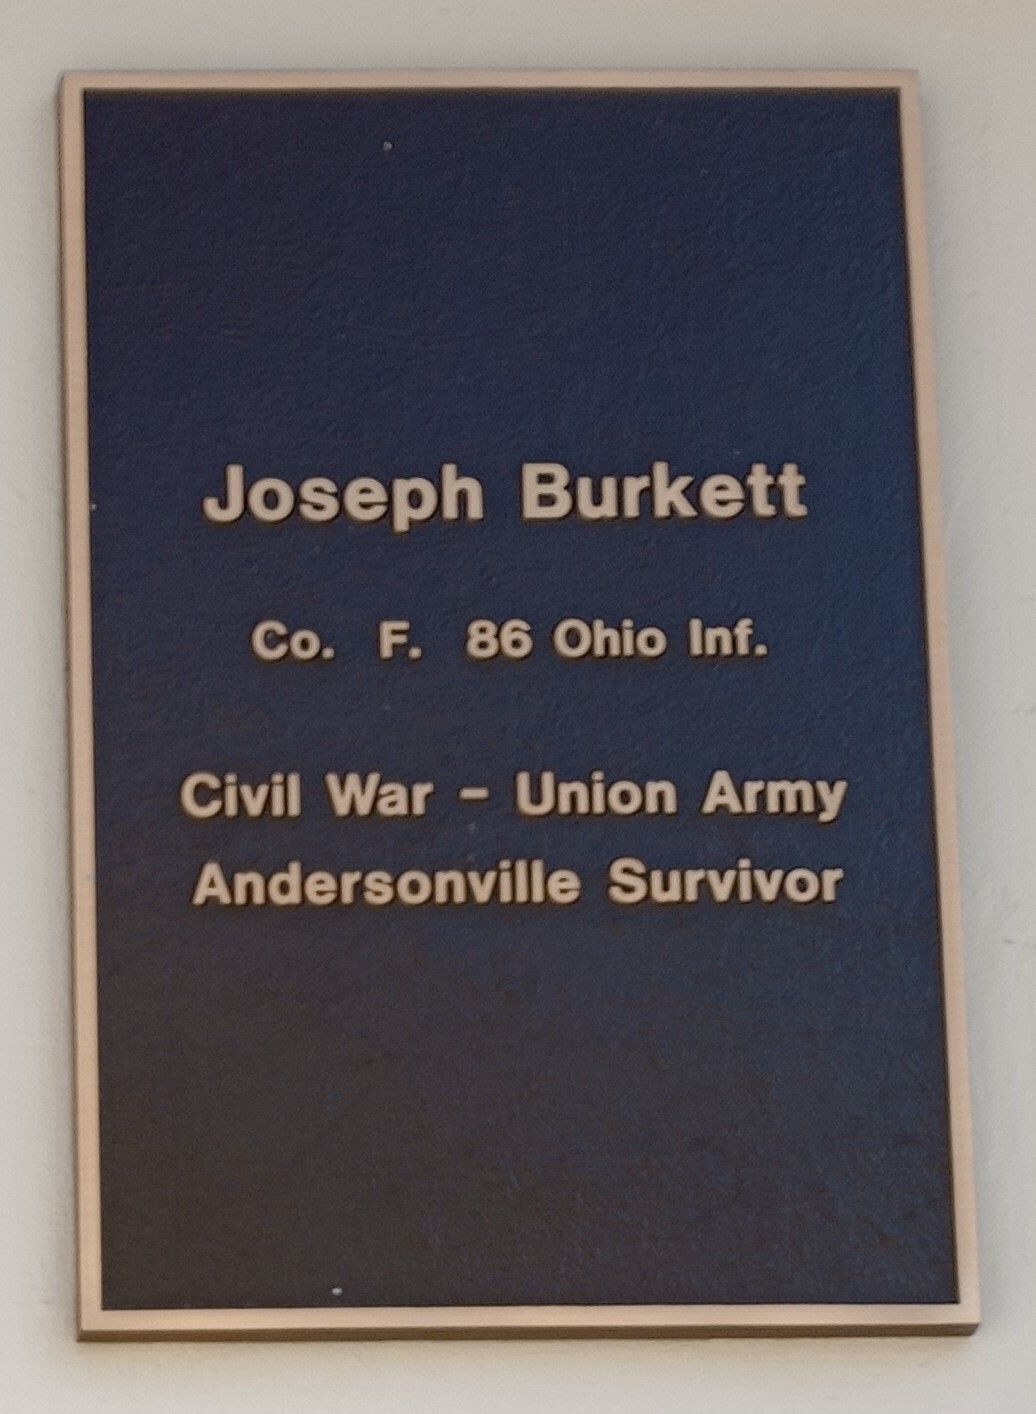 Joseph Burkett
Co. F. 86 Ohio Inf.
Civil War – Union Army
Andersonville Survivor